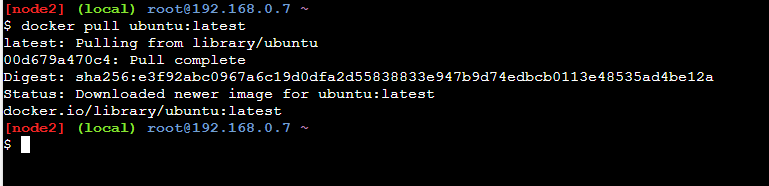 [node2] (local) root@192.168.0.7 ~
$ docker pull ubuntu:latest
latest: Pulling from library/ubuntu
00d679a470c4: Pull complete
Digest: sha256:e3f92abc0967a6c19d0dfa2d55838833e947b9d74edbcb0113e48535ad4be12a
Status: Downloaded newer image for ubuntu:latest
docker.io/library/ubuntu:latest
[node2] (local) root@192.168.0.7 ~
$